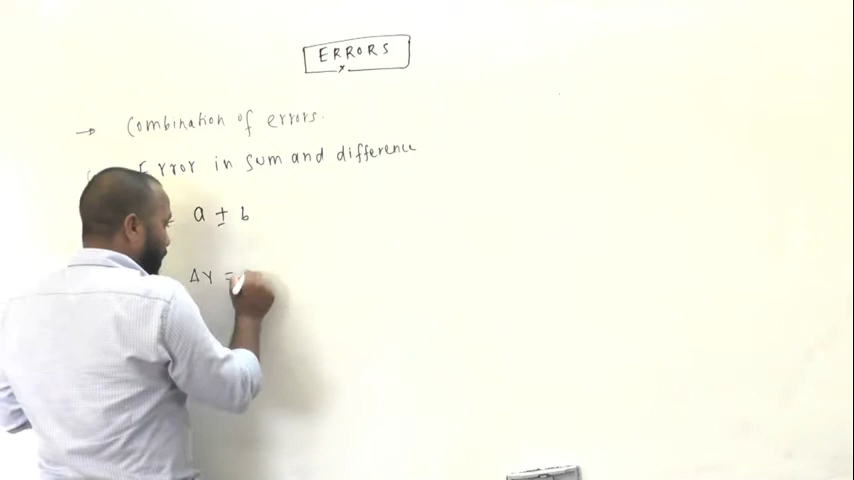 ERRORS
→ Combination of errors.
Error in sum and difference
a ± b
Δy =